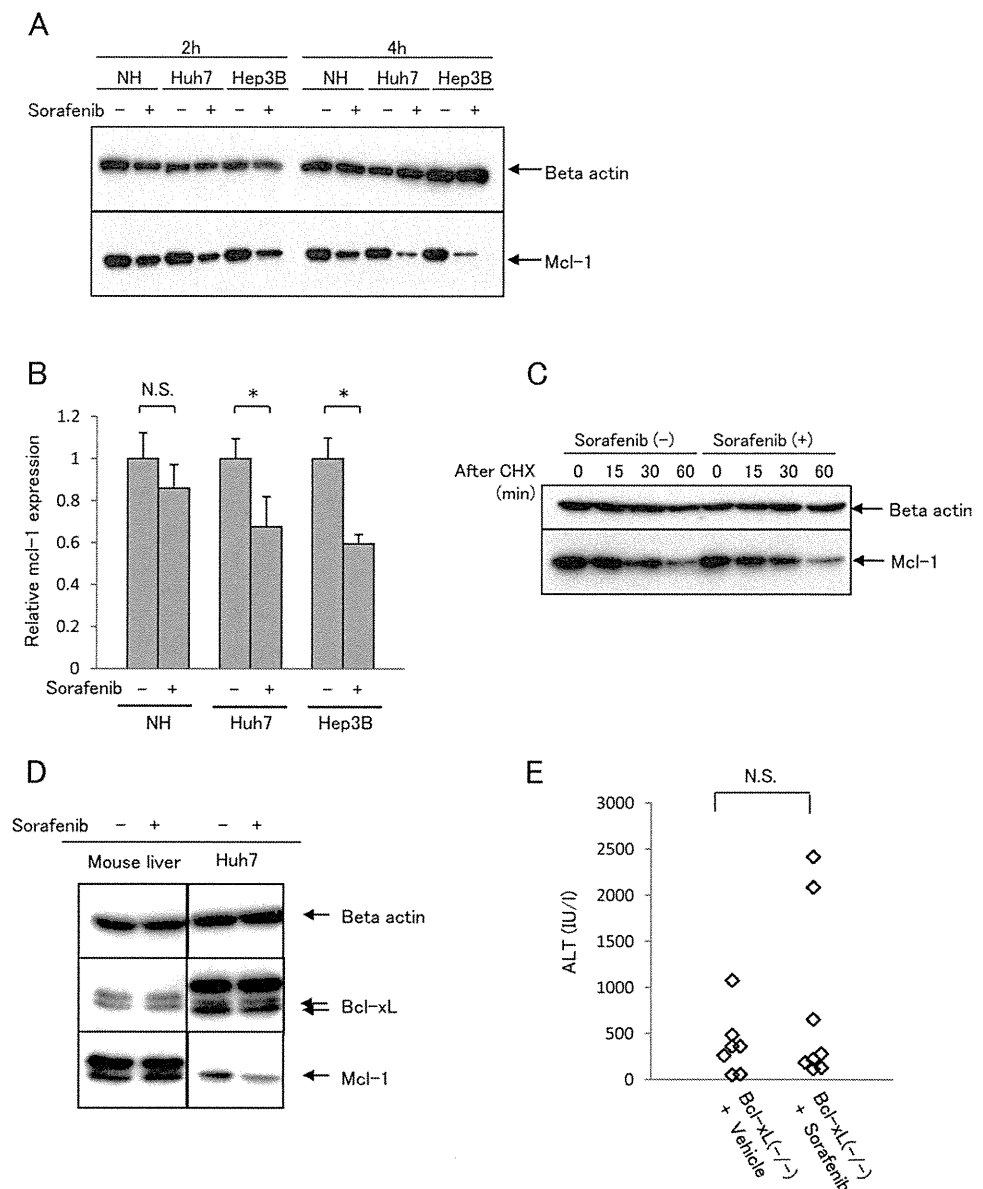 A
2h 4h
NH Huh7 Hep3B NH Huh7 Hep3B
Sorafenib - + - + - + - + - + - +
Beta actin
Mcl-1
B
N.S. * *
Relative mcl-1 expression
1.2
1
0.8
0.6
0.4
0.2
0
Sorafenib - + - + - +
NH Huh7 Hep3B
C
Sorafenib (-) Sorafenib (+)
After CHX (min)
0 15 30 60 0 15 30 60
Beta actin
Mcl-1
D
Sorafenib - + - +
Mouse liver Huh7
Beta actin
Bcl-xL
Mcl-1
E
N.S.
ALT (IU/l)
3000
2500
2000
1500
1000
500
0
Bcl-xL(-/-)
+ Vehicle
Bcl-xL(-/-)
+ Sorafenib